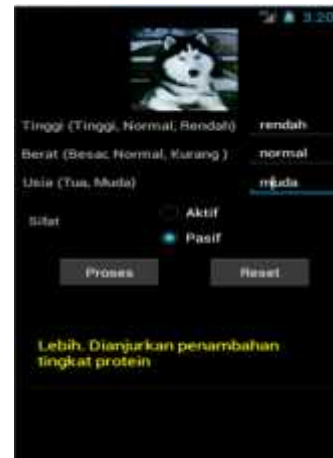 3:20
Tinggi (Tinggi, Normal, Rendah) rendah
Berat (Besar, Normal, Kurang ) normal
Usia (Tua, Muda) muda
Sifat
Aktif
Pasif
Proses Reset
Lebih. Dianjurkan penambahan
tingkat protein